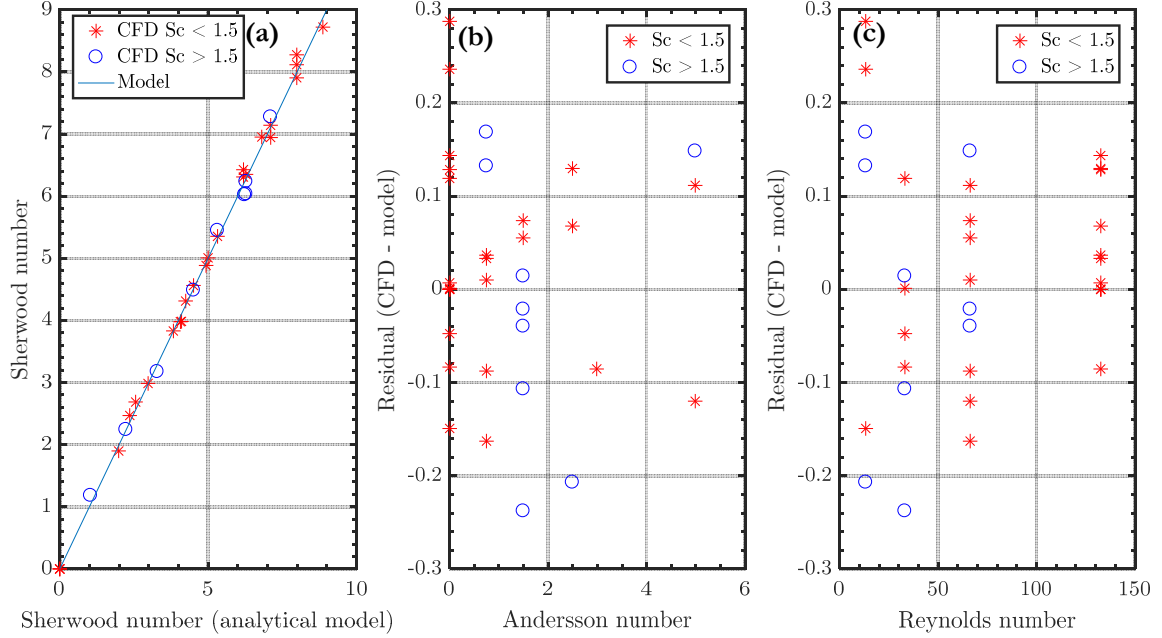 (a)
CFD Sc < 1.5
CFD Sc > 1.5
Model
9
8
7
6
5
4
3
2
1
0
0
5
10
Sherwood number
Sherwood number (analytical model)
(b)
Sc < 1.5
Sc > 1.5
0.3
0.2
0.1
0
-0.1
-0.2
-0.3
0
2
4
6
Residual (CFD - model)
Andersson number
(c)
Sc < 1.5
Sc > 1.5
0.3
0.2
0.1
0
-0.1
-0.2
-0.3
0
50
100
150
Residual (CFD - model)
Reynolds number